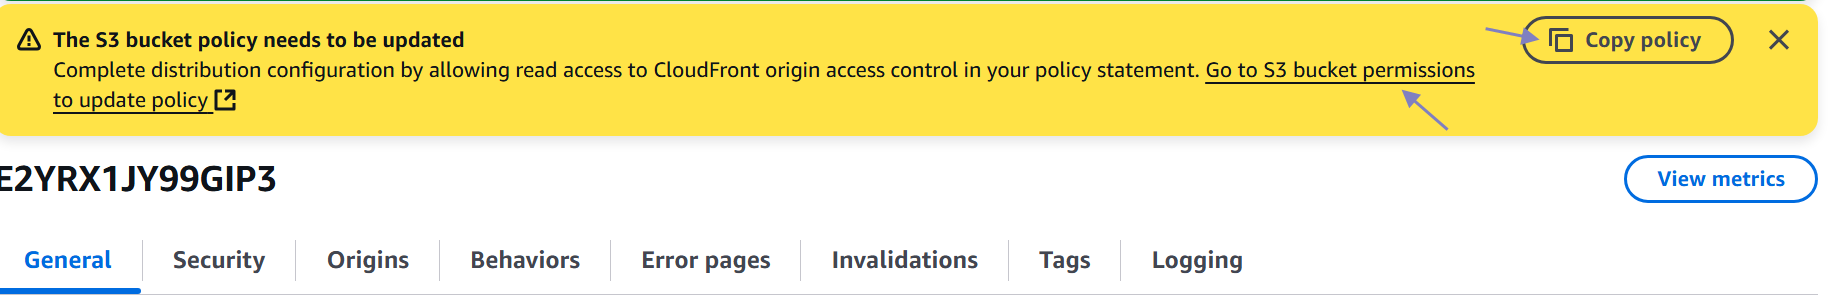 The S3 bucket policy needs to be updated
Copy policy
Complete distribution configuration by allowing read access to CloudFront origin access control in your policy statement. Go to S3 bucket permissions
to update policy
E2YRX1JY99GIP3
View metrics
General
Security
Origins
Behaviors
Error pages
Invalidations
Tags
Logging